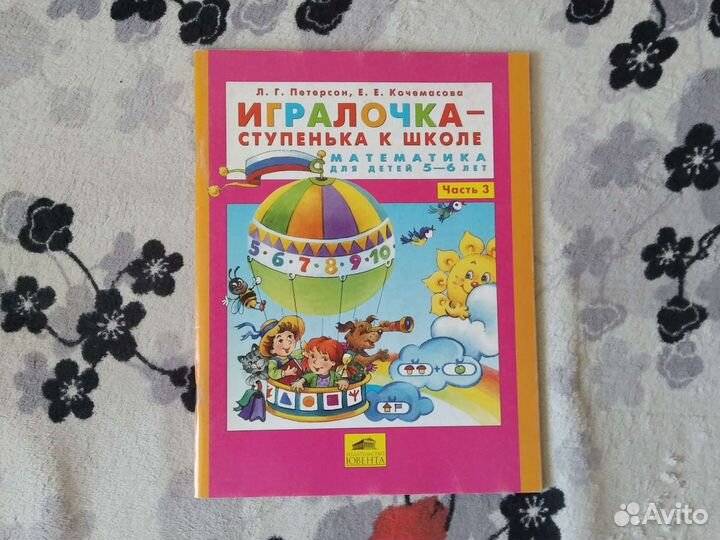 Л. Г. Петерсон, Е. Е. Кочемасова
ИГРАЛОЧКА –
СТУПЕНЬКА К ШКОЛЕ
МАТЕМАТИКА
ДЛЯ ДЕТЕЙ 5–6 ЛЕТ
Часть 3
5·6·7·8·9·10
+
ИЗДАТЕЛЬСТВО
ЮВЕНТА
Avito